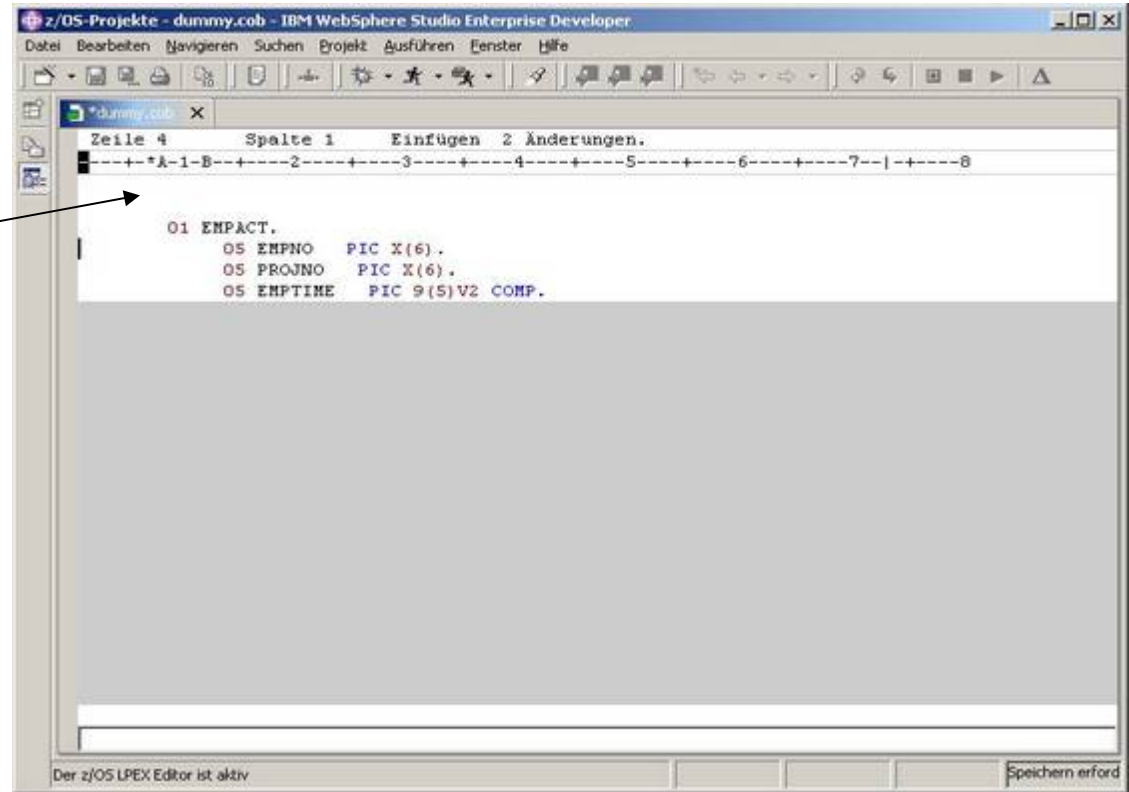 z/OS-Projekte - dummy.cob - IBM WebSphere Studio Enterprise Developer
Datei Bearbeiten Navigieren Suchen Projekt Ausführen Fenster Hilfe
*dummy.cob
Zeile 4 Spalte 1 Einfügen 2 Änderungen.
----+-*A-1-B--+----2----+----3----+----4----+----5----+----6----+----7--|-+----8
01 EMPACT.
05 EMPNO PIC X(6).
05 PROJNO PIC X(6).
05 EMPTIME PIC 9(5)V2 COMP.
Der z/OS LPEX Editor ist aktiv
Speichern erford